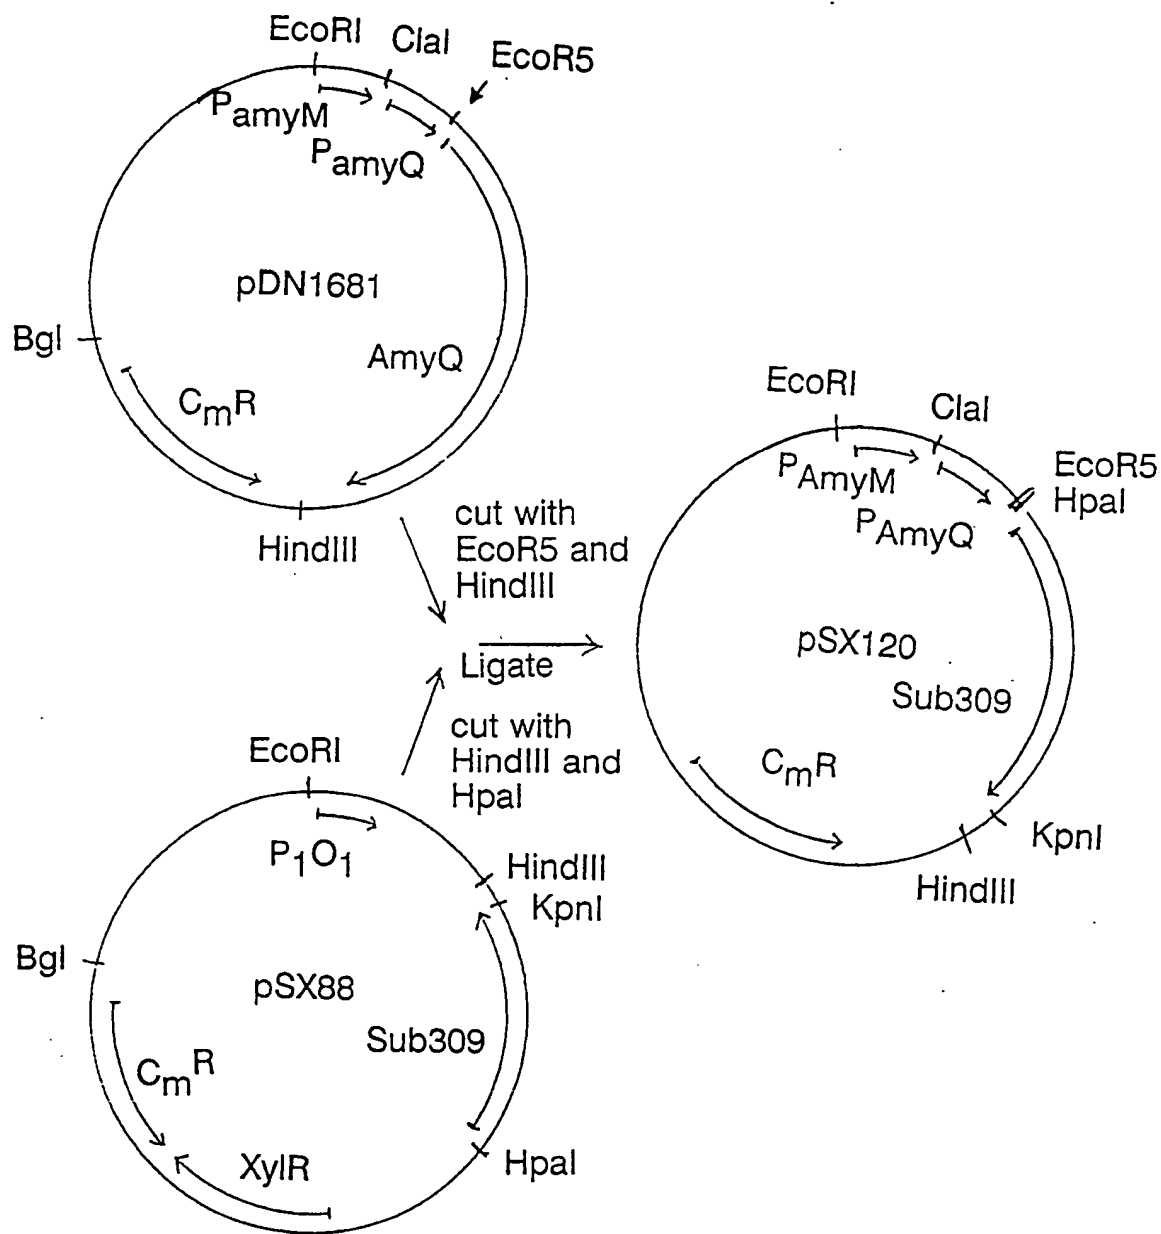 EcoRI
ClaI
EcoR5
PamyM
PamyQ
pDN1681
BgI
AmyQ
CmR
HindIII
cut with
EcoR5 and
HindIII
Ligate
cut with
HindIII and
HpaI
EcoRI
ClaI
EcoR5
HpaI
PAmyM
PAmyQ
pSX120
Sub309
CmR
KpnI
HindIII
EcoRI
P1O1
HindIII
KpnI
BgI
pSX88
Sub309
CmR
XylR
HpaI